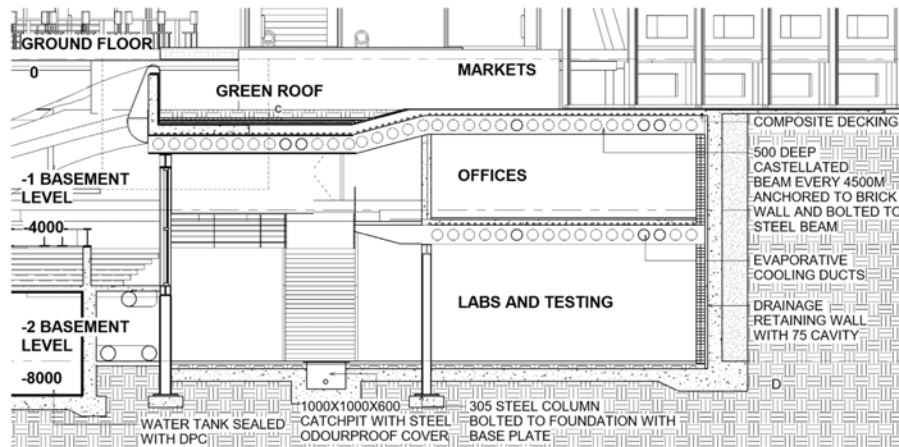 GROUND FLOOR
0
MARKETS
GREEN ROOF
C
COMPOSITE DECKING
-1 BASEMENT
LEVEL
-4000
OFFICES
500 DEEP
CASTELLATED
BEAM EVERY 4500M
ANCHORED TO BRICK
WALL AND BOLTED TO
STEEL BEAM
EVAPORATIVE
COOLING DUCTS
LABS AND TESTING
DRAINAGE
RETAINING WALL
WITH 75 CAVITY
-2 BASEMENT
LEVEL
-8000
D
WATER TANK SEALED
WITH DPC
1000X1000X600
CATCHPIT WITH STEEL
ODOURPROOF COVER
305 STEEL COLUMN
BOLTED TO FOUNDATION WITH
BASE PLATE